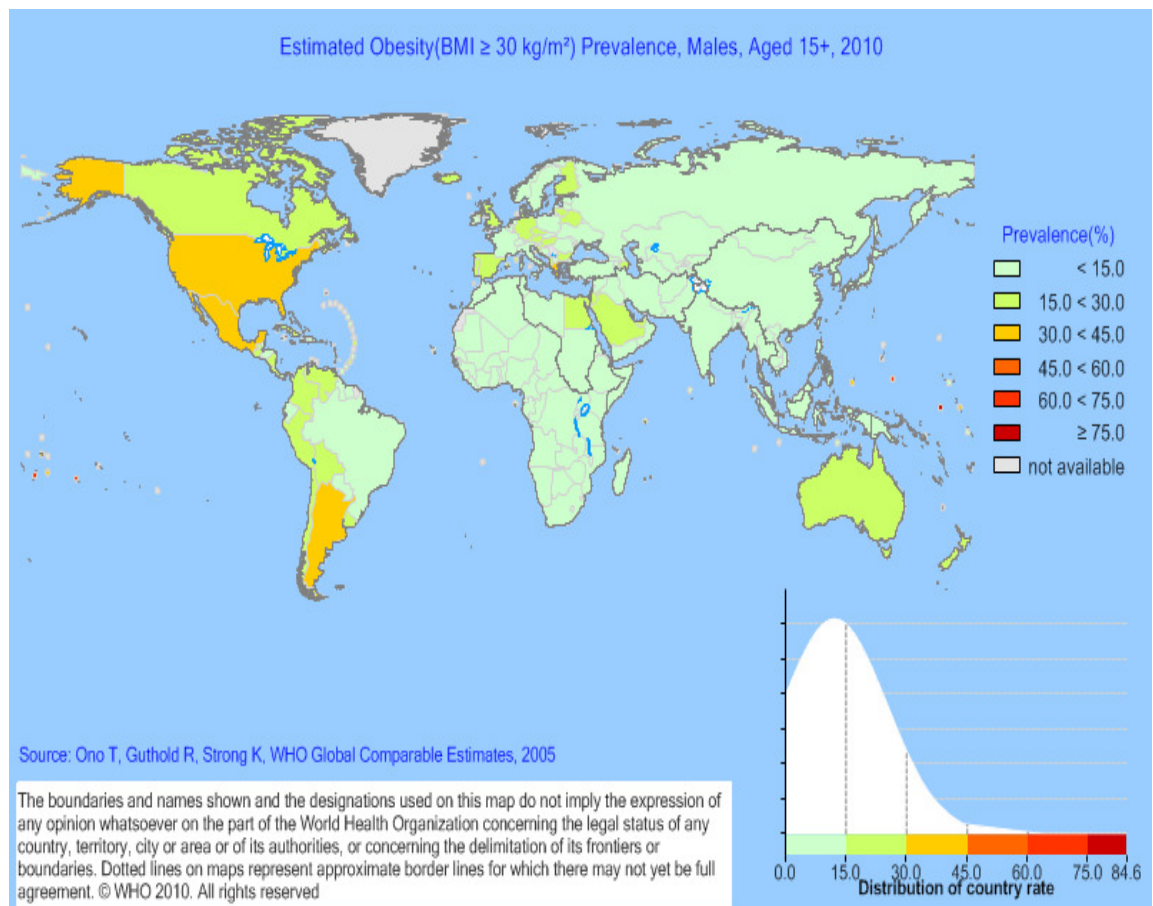 Estimated Obesity(BMI ≥ 30 kg/m²) Prevalence, Males, Aged 15+, 2010
Prevalence(%)
< 15.0
15.0 < 30.0
30.0 < 45.0
45.0 < 60.0
60.0 < 75.0
≥ 75.0
not available
Source: Ono T, Guthold R, Strong K, WHO Global Comparable Estimates, 2005
The boundaries and names shown and the designations used on this map do not imply the expression of
any opinion whatsoever on the part of the World Health Organization concerning the legal status of any
country, territory, city or area or of its authorities, or concerning the delimitation of its frontiers or
boundaries. Dotted lines on maps represent approximate border lines for which there may not yet be full
agreement. © WHO 2010. All rights reserved
0.0 15.0 30.0 45.0 60.0 75.0 84.6
Distribution of country rate